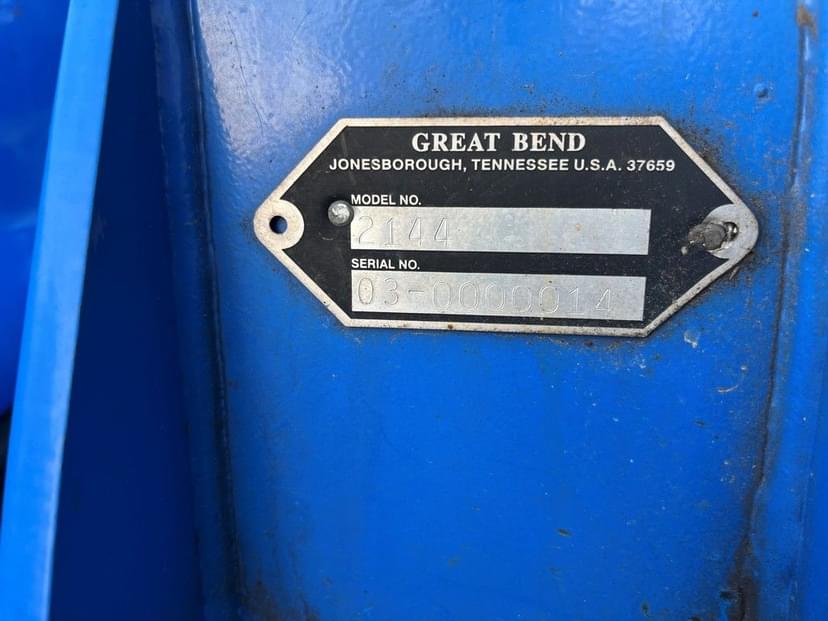 GREAT BEND
JONESBOROUGH, TENNESSEE U.S.A. 37659
MODEL NO.
2144
SERIAL NO.
03-0000014